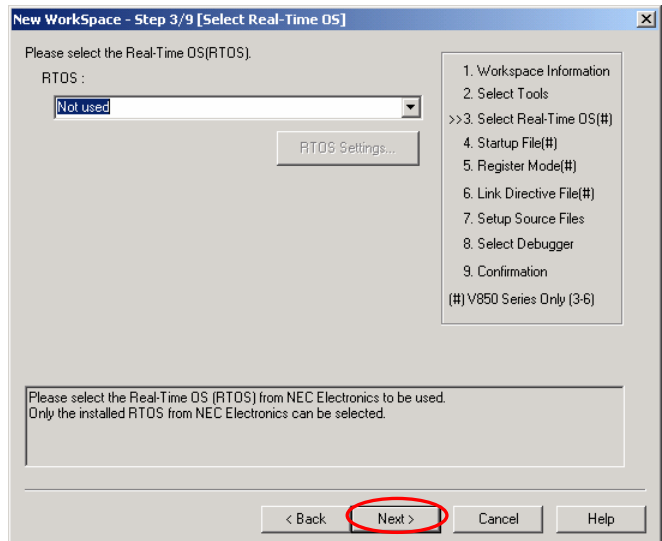 New WorkSpace - Step 3/9 [Select Real-Time OS]
Please select the Real-Time OS(RTOS).
RTOS :
Not used
RTOS Settings...
1. Workspace Information
2. Select Tools
>>3. Select Real-Time OS(#)
4. Startup File(#)
5. Register Mode(#)
6. Link Directive File(#)
7. Setup Source Files
8. Select Debugger
9. Confirmation
(#) V850 Series Only (3-6)
Please select the Real-Time OS (RTOS) from NEC Electronics to be used.
Only the installed RTOS from NEC Electronics can be selected.
< Back
Next >
Cancel
Help